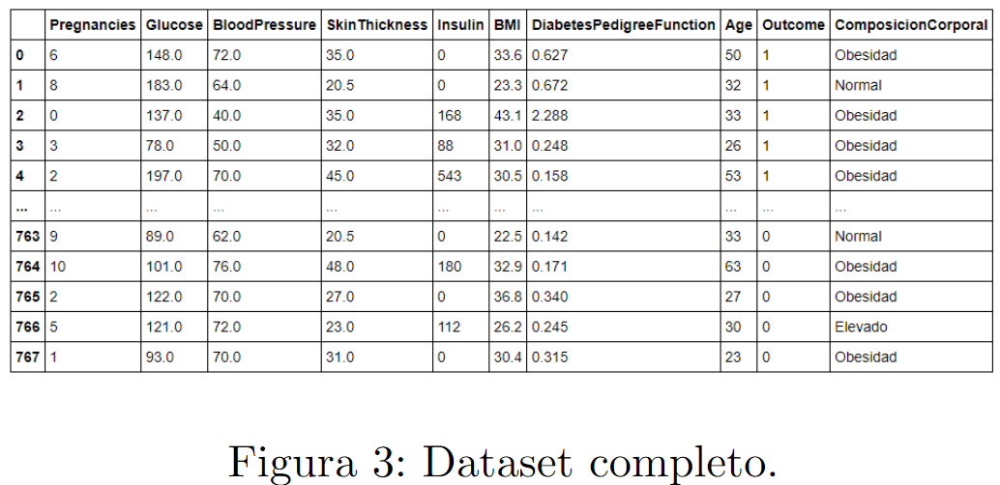 Pregnancies Glucose BloodPressure SkinThickness Insulin BMI DiabetesPedigreeFunction Age Outcome ComposicionCorporal
0 6 148.0 72.0 35.0 0 33.6 0.627 50 1 Obesidad
1 8 183.0 64.0 20.5 0 23.3 0.672 32 1 Normal
2 0 137.0 40.0 35.0 168 43.1 2.288 33 1 Obesidad
3 3 78.0 50.0 32.0 88 31.0 0.248 26 1 Obesidad
4 2 197.0 70.0 45.0 543 30.5 0.158 53 1 Obesidad
... ... ... ... ... ... ... ... ... ... ...
763 9 89.0 62.0 20.5 0 22.5 0.142 33 0 Normal
764 10 101.0 76.0 48.0 180 32.9 0.171 63 0 Obesidad
765 2 122.0 70.0 27.0 0 36.8 0.340 27 0 Obesidad
766 5 121.0 72.0 23.0 112 26.2 0.245 30 0 Elevado
767 1 93.0 70.0 31.0 0 30.4 0.315 23 0 Obesidad
Figura 3: Dataset completo.